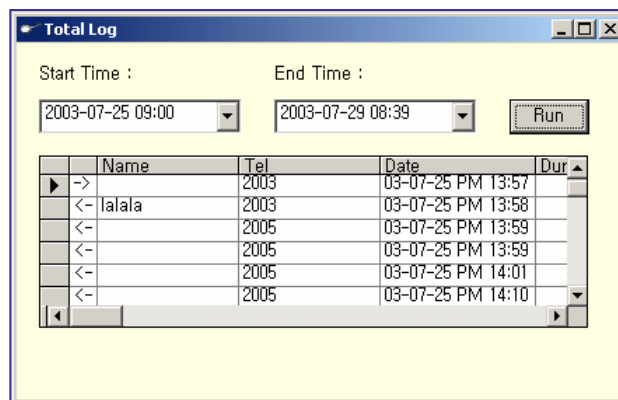 Total Log
Start Time : End Time :
2003-07-25 09:00 2003-07-29 08:39 Run
Name Tel Date Dur
-> 2003 03-07-25 PM 13:57
<- lalala 2003 03-07-25 PM 13:58
<- 2005 03-07-25 PM 13:59
<- 2005 03-07-25 PM 13:59
<- 2005 03-07-25 PM 14:01
<- 2005 03-07-25 PM 14:10